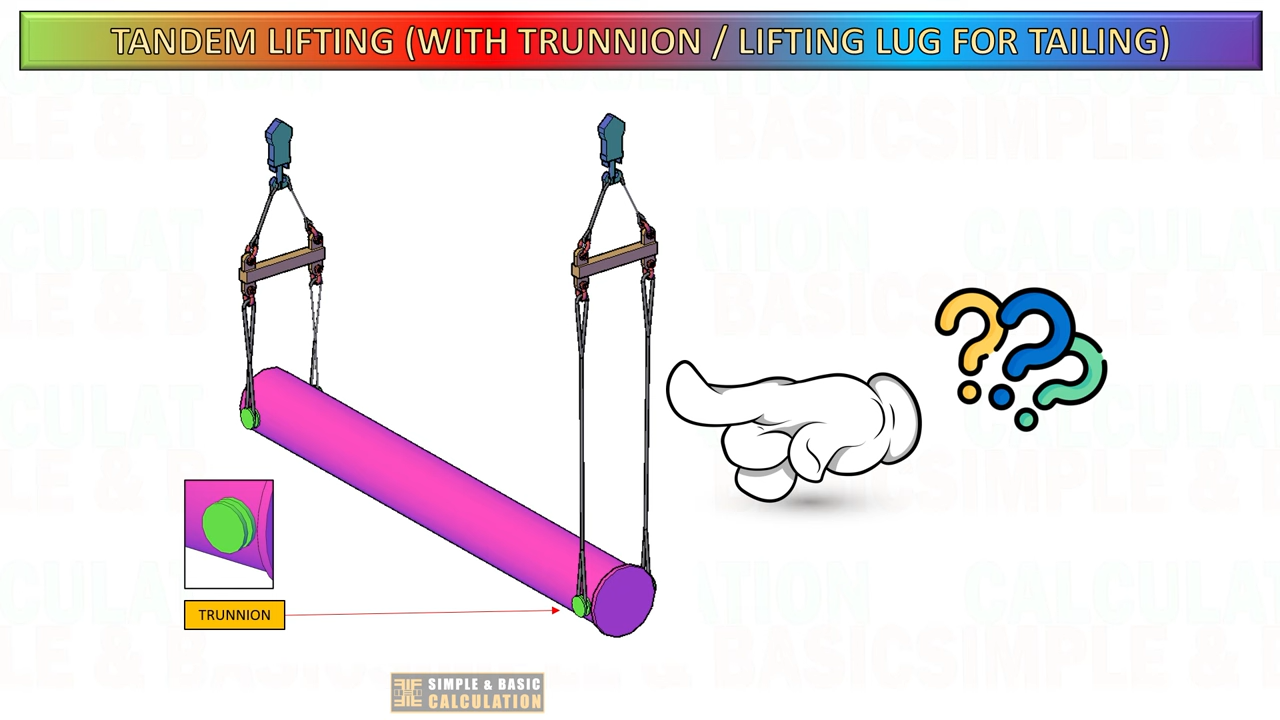 TANDEM LIFTING (WITH TRUNNION / LIFTING LUG FOR TAILING)
TRUNNION
SIMPLE & BASIC
CALCULATION